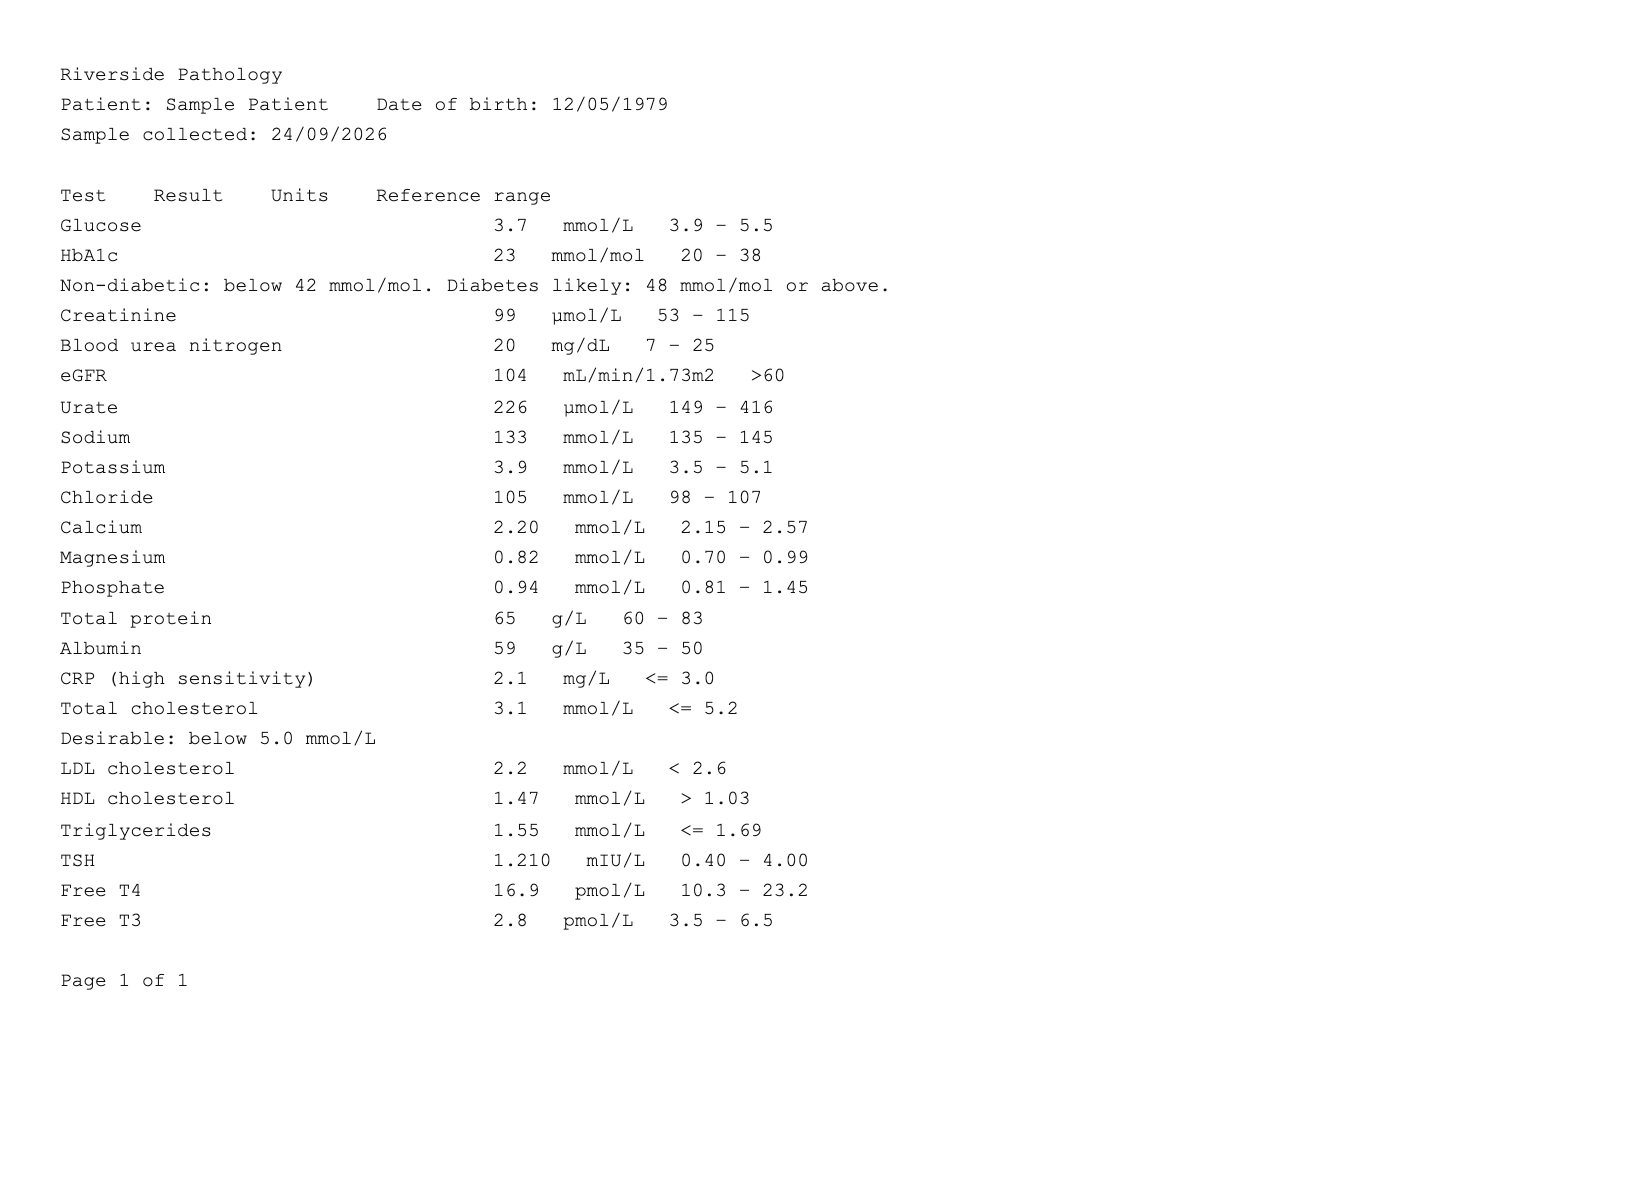 Riverside Pathology
Patient: Sample Patient    Date of birth: 12/05/1979
Sample collected: 24/09/2026

Test    Result    Units    Reference range
Glucose                              3.7   mmol/L   3.9 – 5.5
HbA1c                                23   mmol/mol   20 – 38
Non-diabetic: below 42 mmol/mol. Diabetes likely: 48 mmol/mol or above.
Creatinine                           99   µmol/L   53 – 115
Blood urea nitrogen                  20   mg/dL   7 – 25
eGFR                                 104   mL/min/1.73m2   >60
Urate                                226   µmol/L   149 – 416
Sodium                               133   mmol/L   135 – 145
Potassium                            3.9   mmol/L   3.5 – 5.1
Chloride                             105   mmol/L   98 – 107
Calcium                              2.20   mmol/L   2.15 – 2.57
Magnesium                            0.82   mmol/L   0.70 – 0.99
Phosphate                            0.94   mmol/L   0.81 – 1.45
Total protein                        65   g/L   60 – 83
Albumin                              59   g/L   35 – 50
CRP (high sensitivity)               2.1   mg/L   <= 3.0
Total cholesterol                    3.1   mmol/L   <= 5.2
Desirable: below 5.0 mmol/L
LDL cholesterol                      2.2   mmol/L   < 2.6
HDL cholesterol                      1.47   mmol/L   > 1.03
Triglycerides                        1.55   mmol/L   <= 1.69
TSH                                  1.210   mIU/L   0.40 – 4.00
Free T4                              16.9   pmol/L   10.3 – 23.2
Free T3                              2.8   pmol/L   3.5 – 6.5

Page 1 of 1